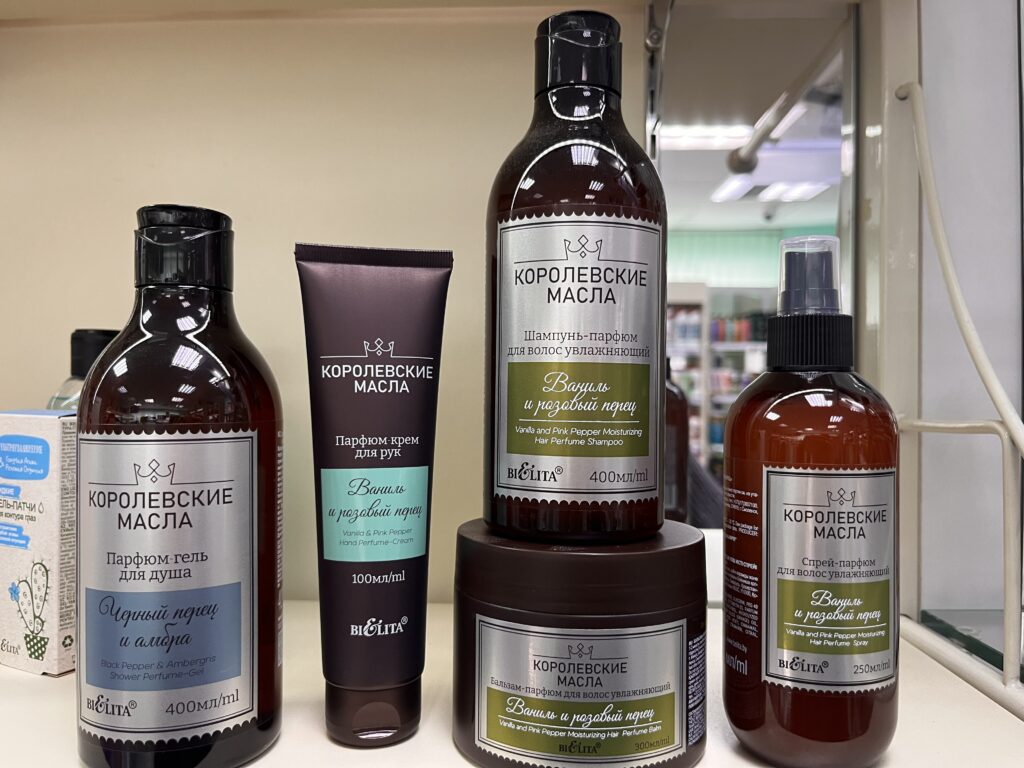 КОРОЛЕВСКИЕ
МАСЛА
Парфюм-гель
для душа
Черный перец
и амбра
Black Pepper & Ambergris
Shower Perfume-Gel
BIELITA®
400мл/ml
КОРОЛЕВСКИЕ
МАСЛА
Парфюм-крем
для рук
Ваниль
и розовый перец
Vanilla & Pink Pepper
Hand Perfume-Cream
100мл/ml
BIELITA®
КОРОЛЕВСКИЕ
МАСЛА
Шампунь-парфюм
для волос увлажняющий
Ваниль
и розовый перец
Vanilla and Pink Pepper Moisturizing
Hair Perfume Shampoo
BIELITA®
400мл/ml
КОРОЛЕВСКИЕ
МАСЛА
Бальзам-парфюм для волос увлажняющий
Ваниль и розовый перец
Vanilla and Pink Pepper Moisturizing Hair Perfume Balm
BIELITA®
300мл/ml
КОРОЛЕВСКИЕ
МАСЛА
Спрей-парфюм
для волос увлажняющий
Ваниль
и розовый перец
Vanilla and Pink Pepper Moisturizing
Hair Perfume Spray
BIELITA®
250мл/ml